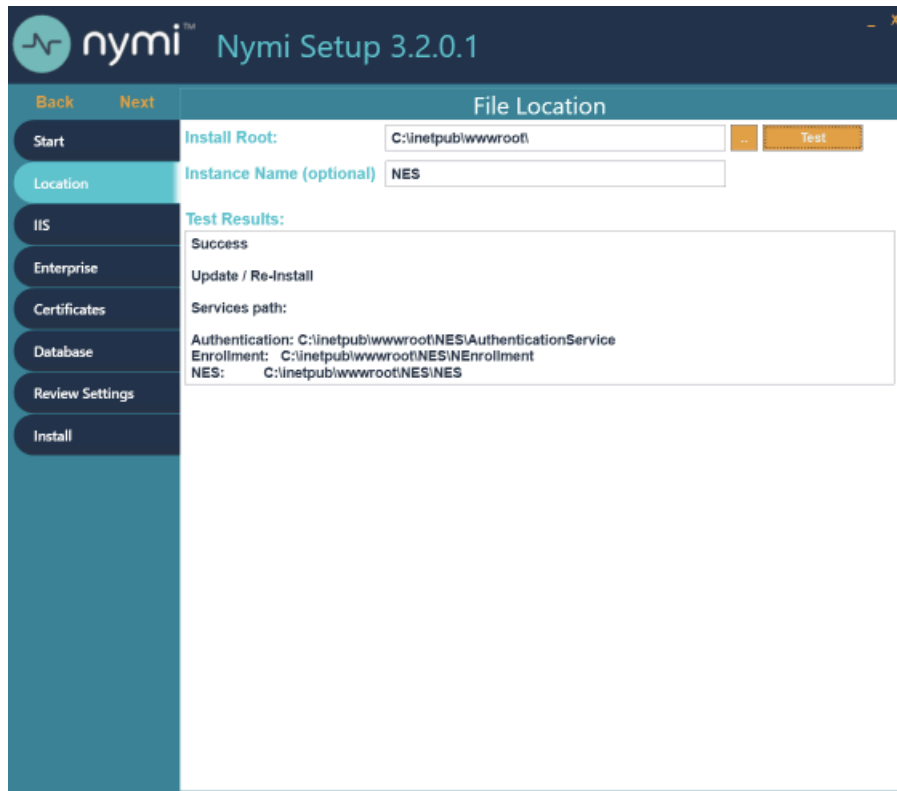 nymi™ Nymi Setup 3.2.0.1
_ x
Back Next
File Location
Start
Location
IIS
Enterprise
Certificates
Database
Review Settings
Install
Install Root: C:\inetpub\wwwroot\ .. Test
Instance Name (optional) NES
Test Results:
Success
Update / Re-Install
Services path:
Authentication: C:\inetpub\wwwroot\NES\AuthenticationService
Enrollment: C:\inetpub\wwwroot\NES\NEnrollment
NES: C:\inetpub\wwwroot\NES\NES